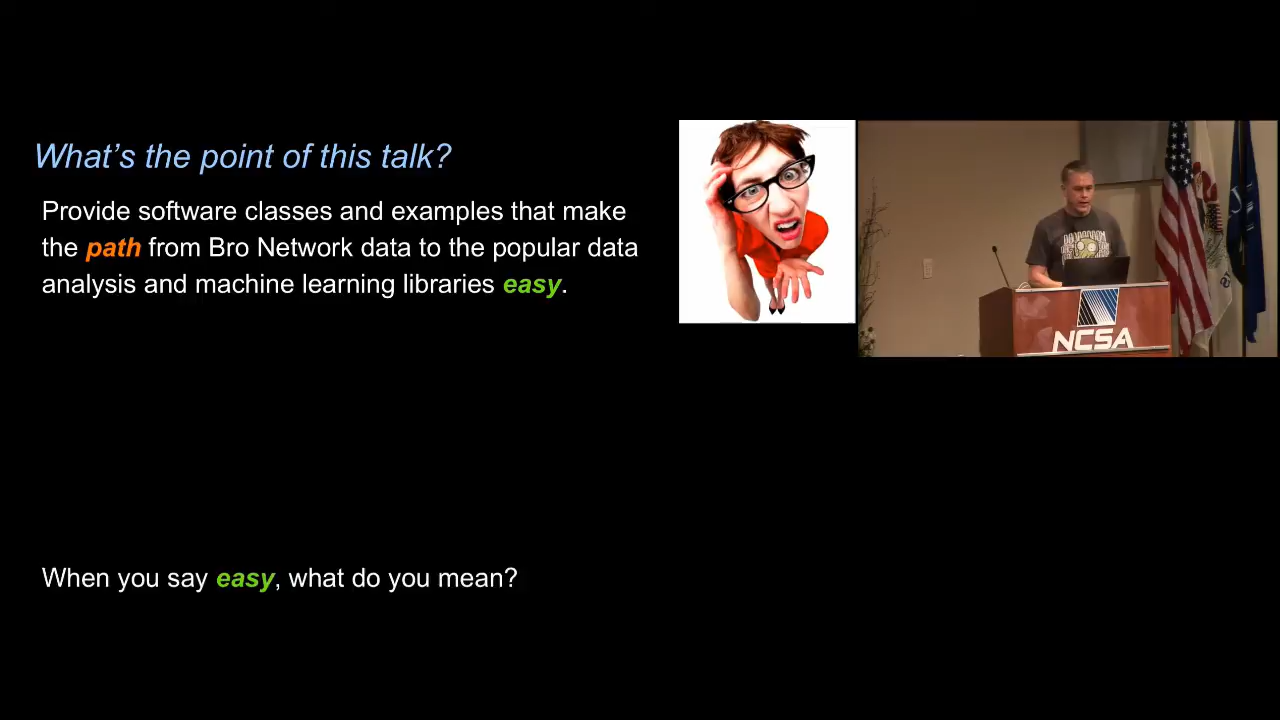 What's the point of this talk?
Provide software classes and examples that make
the path from Bro Network data to the popular data
analysis and machine learning libraries easy.
NCSA
When you say easy, what do you mean?